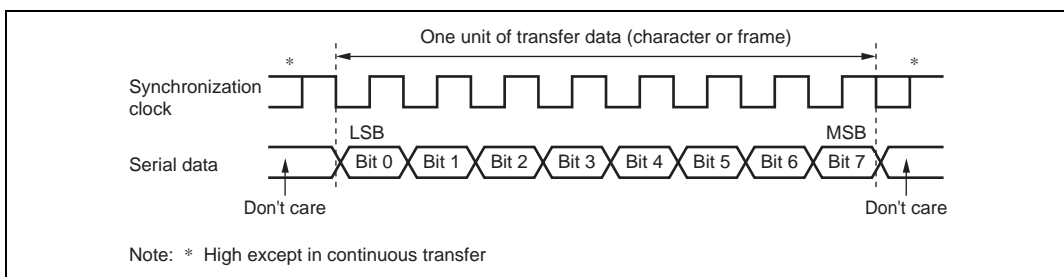 One unit of transfer data (character or frame)
* *
Synchronization
clock
LSB MSB
Serial data Bit 0 Bit 1 Bit 2 Bit 3 Bit 4 Bit 5 Bit 6 Bit 7
Don't care Don't care
Note: * High except in continuous transfer